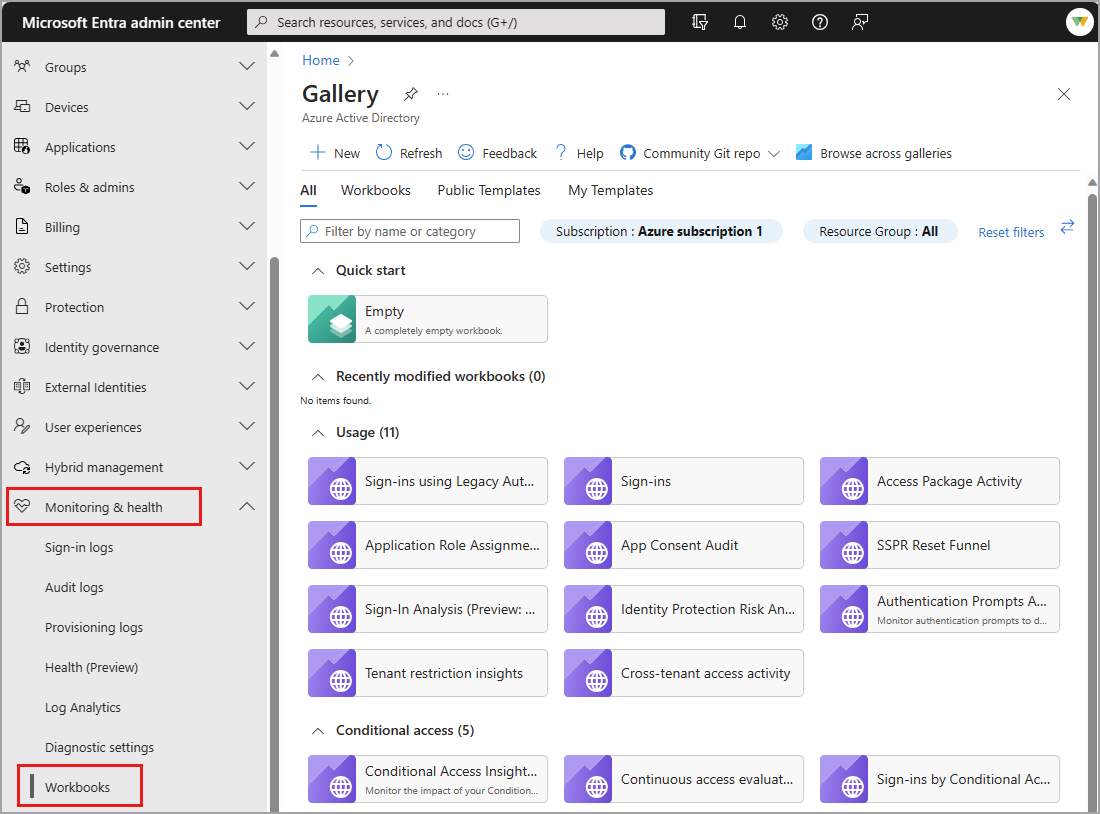 Microsoft Entra admin center
Search resources, services, and docs (G+/)
Groups
Devices
Applications
Roles & admins
Billing
Settings
Protection
Identity governance
External Identities
User experiences
Hybrid management
Monitoring & health
Sign-in logs
Audit logs
Provisioning logs
Health (Preview)
Log Analytics
Diagnostic settings
Workbooks
Home
Gallery
...
Azure Active Directory
New Refresh Feedback Help Community Git repo Browse across galleries
All Workbooks Public Templates My Templates
Filter by name or category Subscription : Azure subscription 1 Resource Group : All Reset filters
Quick start
Empty
A completely empty workbook.
Recently modified workbooks (0)
No items found.
Usage (11)
Sign-ins using Legacy Aut...
Sign-ins
Access Package Activity
Application Role Assignme...
App Consent Audit
SSPR Reset Funnel
Sign-In Analysis (Preview: ...
Identity Protection Risk An...
Authentication Prompts A...
Monitor authentication prompts to d...
Tenant restriction insights
Cross-tenant access activity
Conditional access (5)
Conditional Access Insight...
Monitor the impact of your Condition...
Continuous access evaluat...
Sign-ins by Conditional Ac...